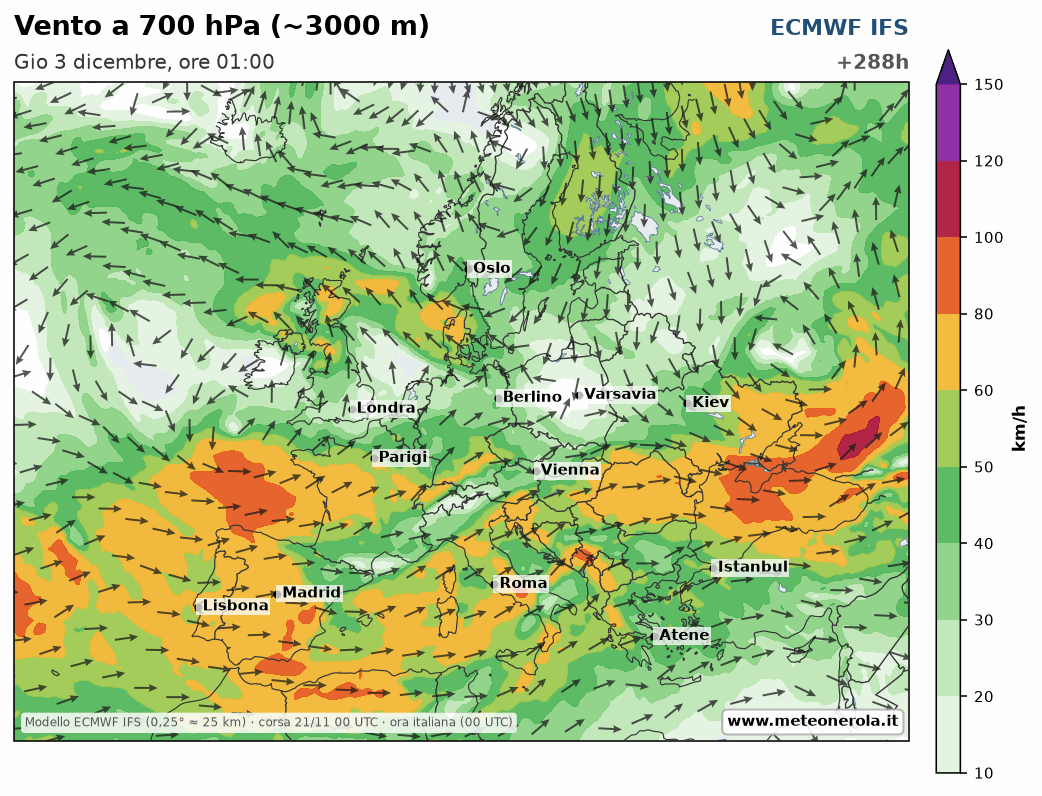 Vento a 700 hPa (~3000 m)
ECMWF IFS
Gio 3 dicembre, ore 01:00
+288h
150
120
100
80
60
50
40
30
20
10
km/h
Oslo
Berlino
Varsavia
Kiev
Londra
Parigi
Vienna
Istanbul
Roma
Madrid
Lisbona
Atene
Modello ECMWF IFS (0,25° ≈ 25 km) · corsa 21/11 00 UTC · ora italiana (00 UTC)
www.meteonerola.it